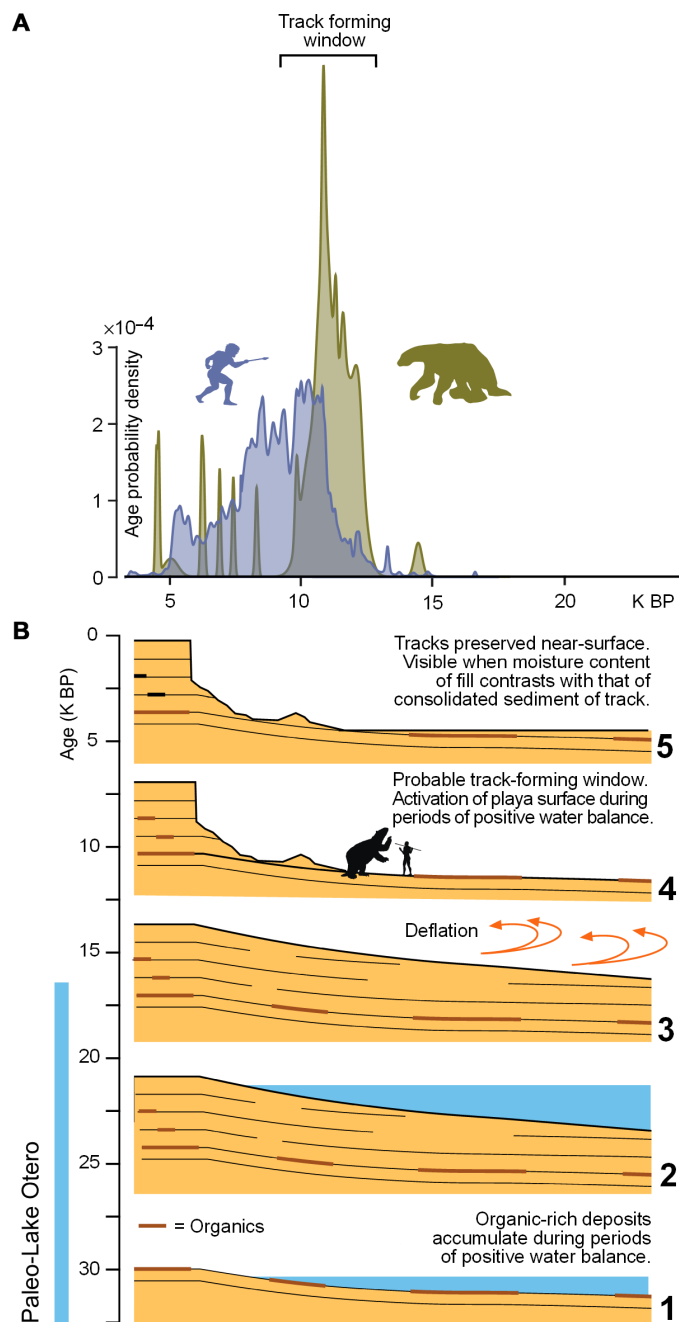 A
Track forming
window
×10–4
3
2
1
0
Age probability density
5
10
15
20
K BP
B
Age (K BP)
0
5
10
15
20
25
30
Tracks preserved near-surface.
Visible when moisture content
of fill contrasts with that of
consolidated sediment of track.
5
Probable track-forming window.
Activation of playa surface during
periods of positive water balance.
4
Deflation
3
2
Paleo-Lake Otero
= Organics
Organic-rich deposits
accumulate during periods
of positive water balance.
1